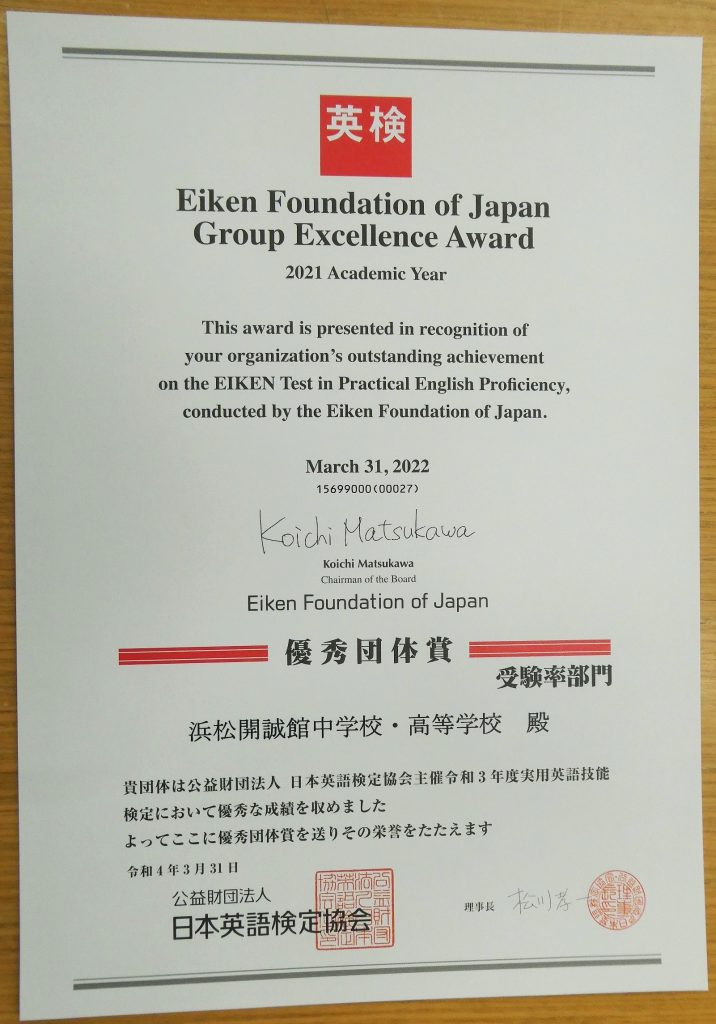 英検
Eiken Foundation of Japan
Group Excellence Award
2021 Academic Year
This award is presented in recognition of
your organization's outstanding achievement
on the EIKEN Test in Practical English Proficiency,
conducted by the Eiken Foundation of Japan.
March 31, 2022
15699000(00027)
Koichi Matsukawa
Koichi Matsukawa
Chairman of the Board
Eiken Foundation of Japan
優秀団体賞
受験率部門
浜松開誠館中学校・高等学校 殿
貴団体は公益財団法人 日本英語検定協会主催令和3年度実用英語技能
検定において優秀な成績を収めました
よってここに優秀団体賞を送りその栄誉をたたえます
令和4年3月31日
公益財団法人
日本英語検定協会
理事長 松川孝一